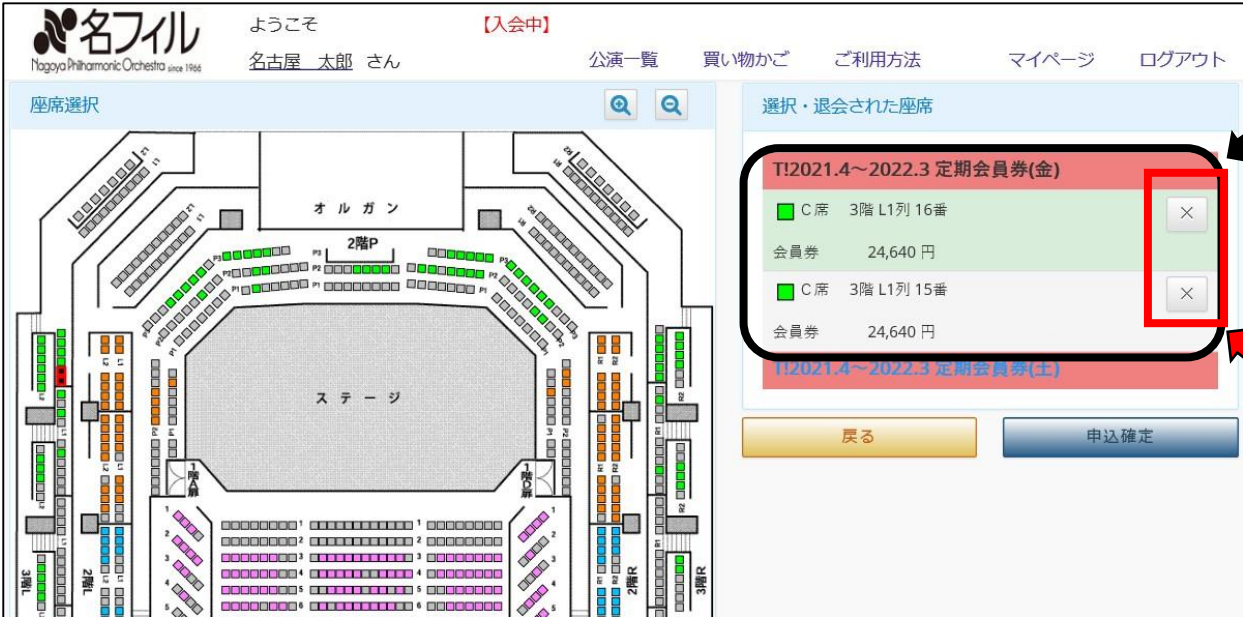 名フィル
Nagoya Philharmonic Orchestra since 1966
ようこそ
【入会中】
名古屋 太郎 さん
公演一覧
買い物かご
ご利用方法
マイページ
ログアウト
座席選択
選択・退会された座席
T!2021.4～2022.3 定期会員券(金)
C席 3階 L1列 16番
×
会員券 24,640 円
C席 3階 L1列 15番
×
会員券 24,640 円
T!2021.4～2022.3 定期会員券(土)
戻る
申込確定
オルガン
2階P
ステージ
1階A扉
1階C扉
3階L
2階L
2階R
3階R